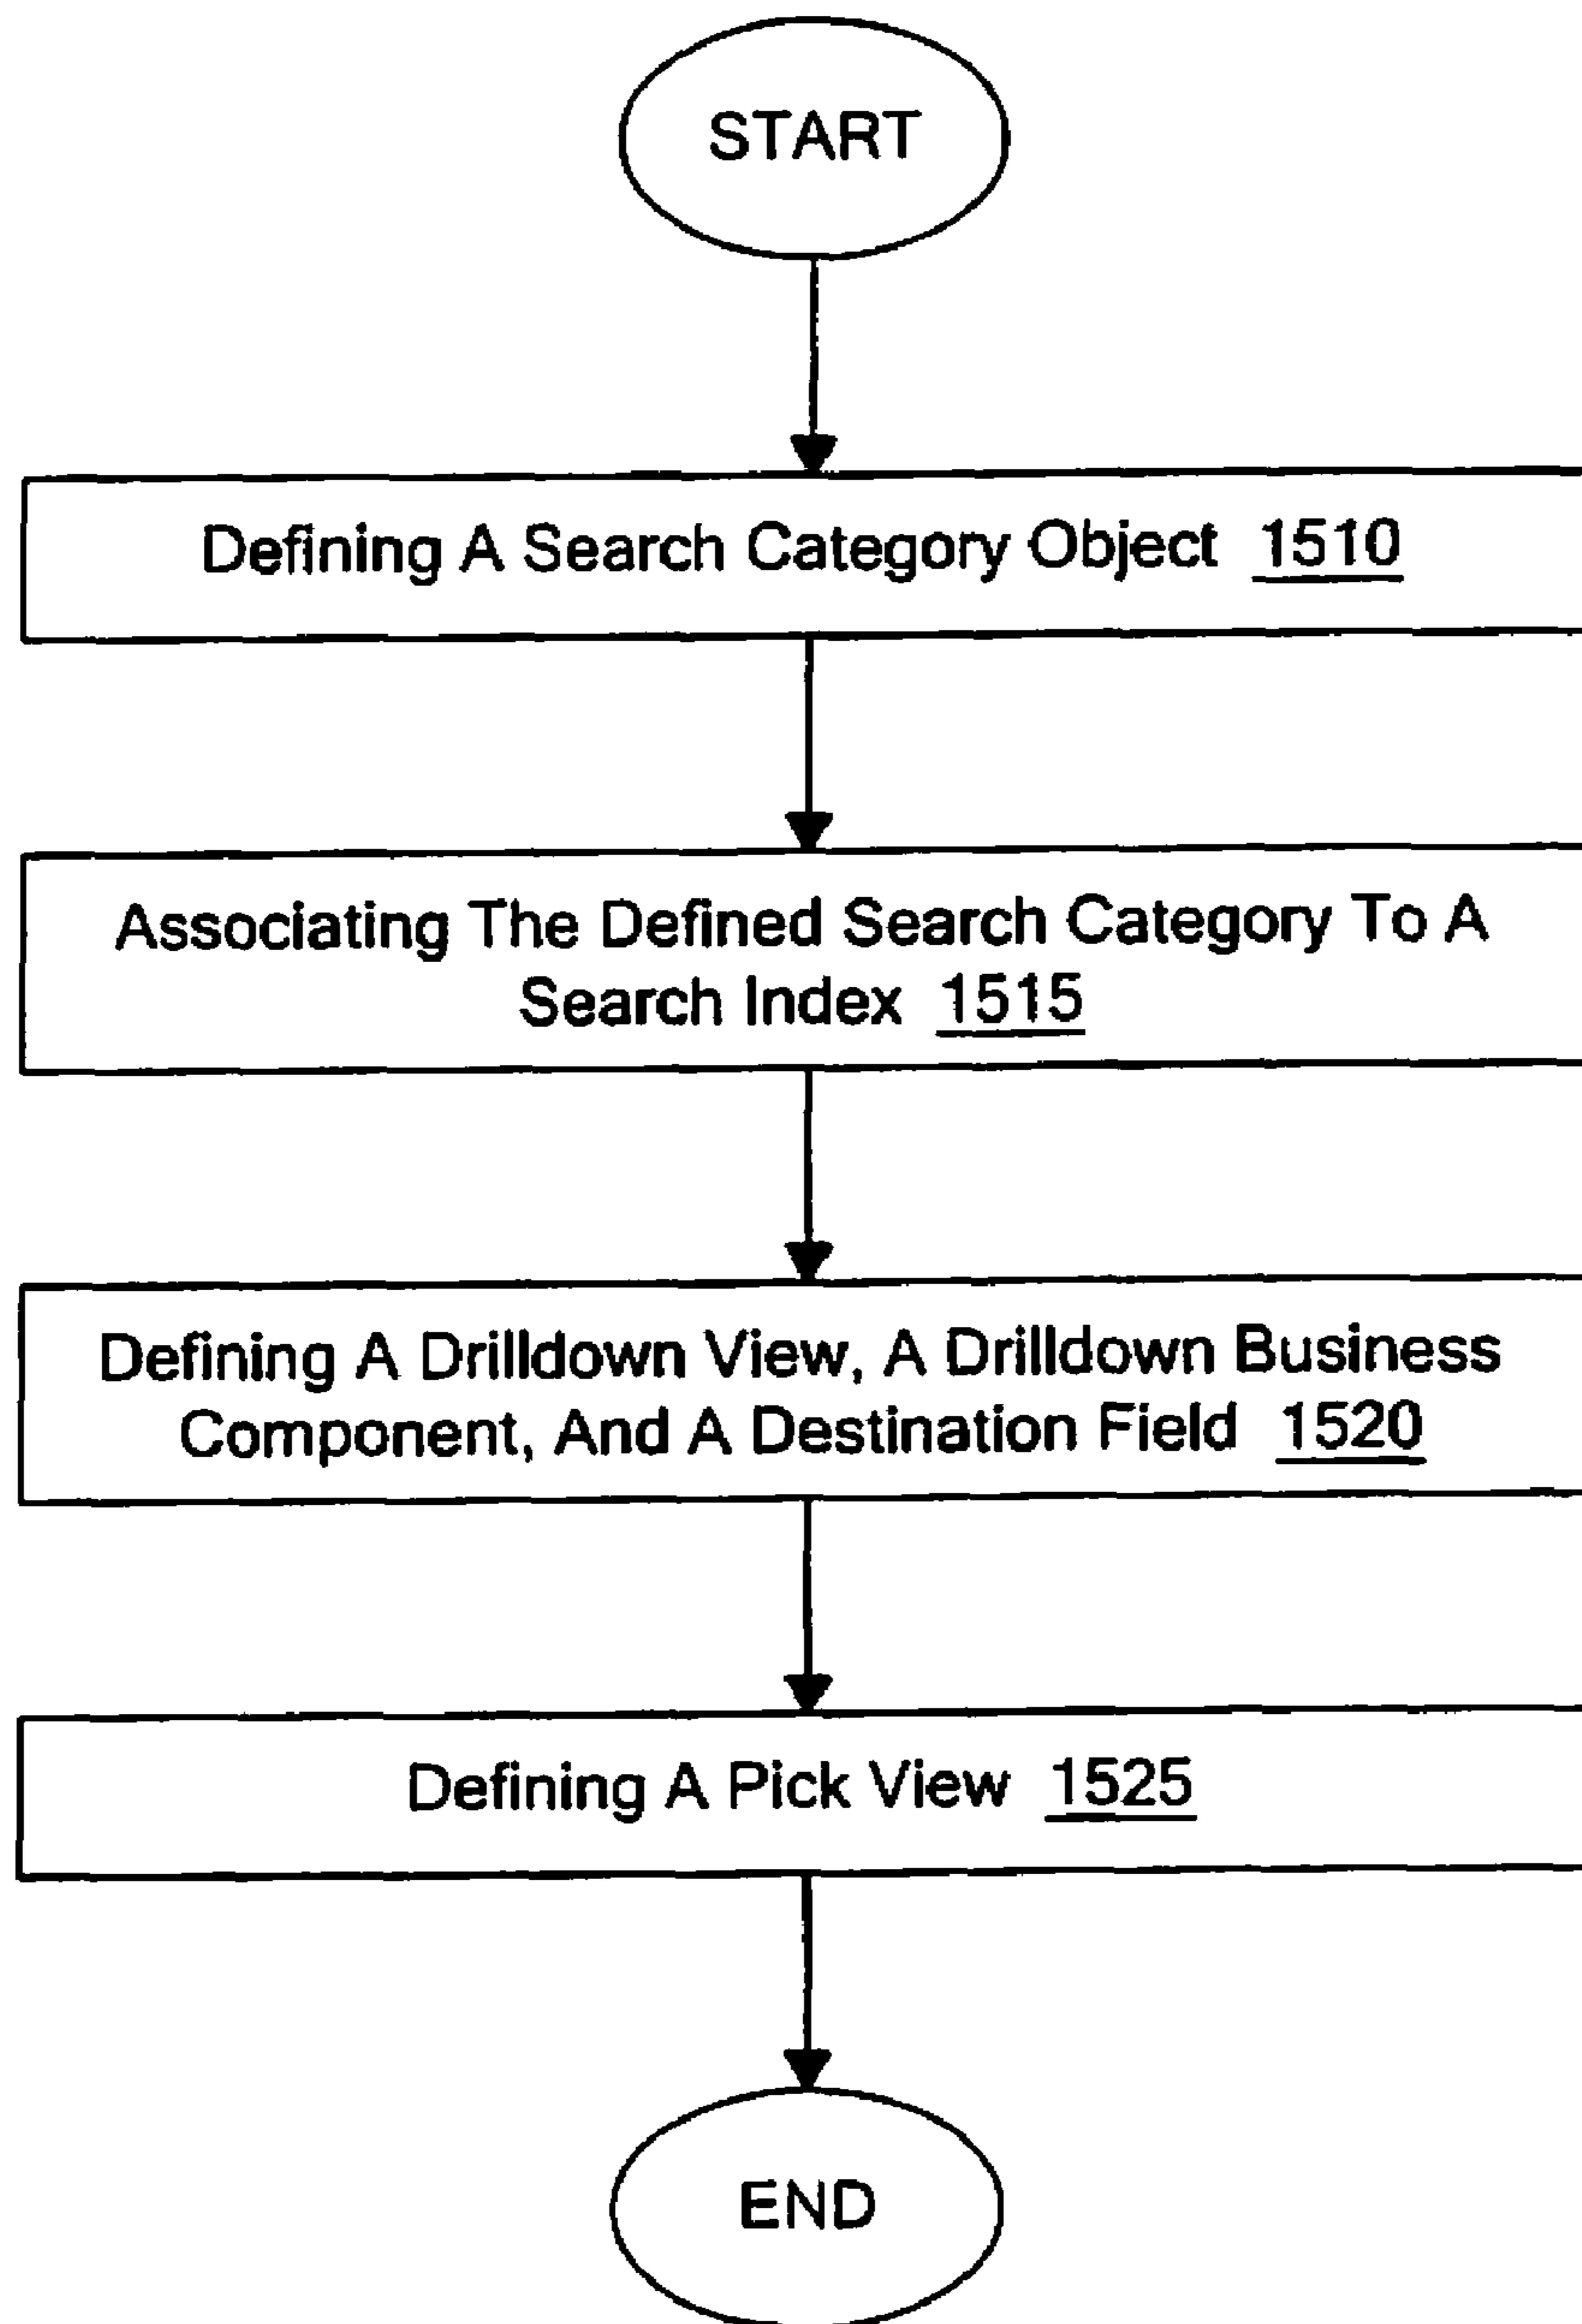 START
Defining A Search Category Object 1510
Associating The Defined Search Category To A
Search Index 1515
Defining A Drilldown View, A Drilldown Business
Component, And A Destination Field 1520
Defining A Pick View 1525
END